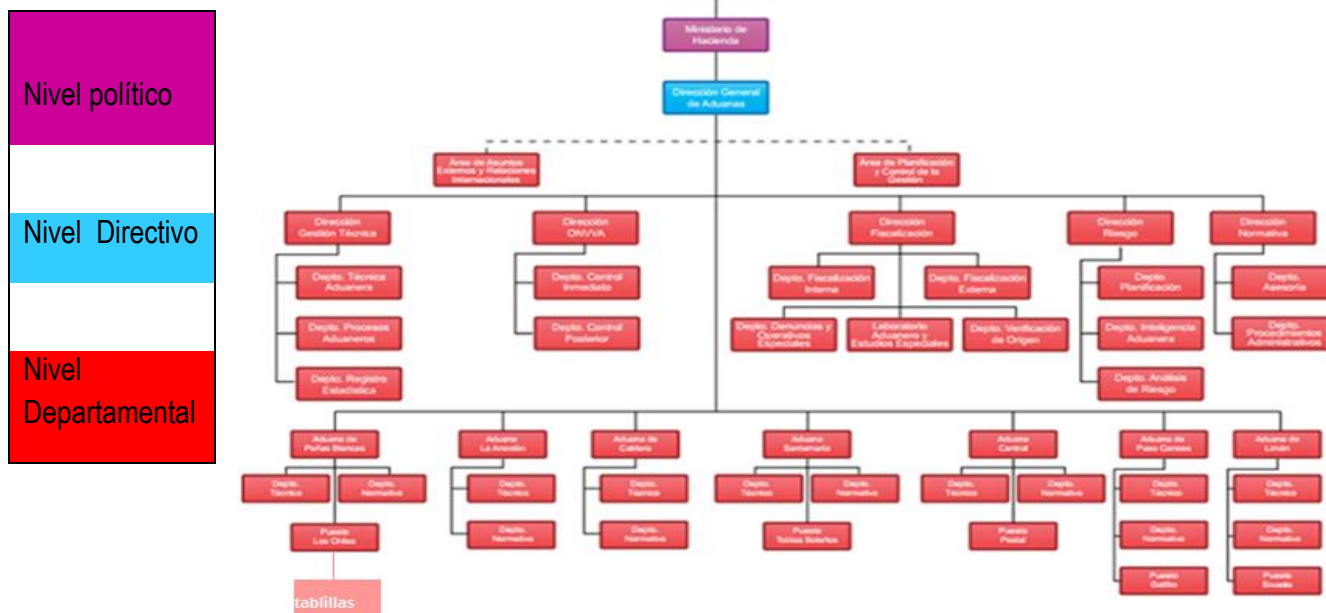 Nivel político
Nivel Directivo
Nivel
Departamental
Ministerio de
Hacienda
Dirección General
de Aduanas
Área de Asuntos
Externos y Relaciones
Internacionales
Área de Planificación
y Control de la
Gestión
Dirección
Gestión Técnica
Dirección
ONVVA
Dirección
Fiscalización
Dirección
Riesgo
Dirección
Normativa
Depto. Técnica
Aduanera
Depto. Procesos
Aduaneros
Depto. Registro
Estadística
Depto. Control
Inmediato
Depto. Control
Posterior
Depto. Fiscalización
Interna
Depto. Fiscalización
Externa
Depto. Denuncias y
Operativos
Especiales
Laboratorio
Aduanero y
Estudios Especiales
Depto. Verificación
de Origen
Depto.
Planificación
Depto. Inteligencia
Aduanera
Depto. Análisis
de Riesgo
Depto.
Asesoría
Depto.
Procedimientos
Administrativos
Aduana de
Peñas Blancas
Depto.
Técnico
Depto.
Normativo
Puesto
Los Chiles
tablillas
Aduana
La Anexión
Depto.
Técnico
Depto.
Normativo
Aduana de
Caldera
Depto.
Técnico
Depto.
Normativo
Aduana
Santamaría
Depto.
Técnico
Depto.
Normativo
Puesto
Tobías Bolaños
Aduana
Central
Depto.
Técnico
Depto.
Normativo
Puesto
Postal
Aduana de
Paso Canoas
Depto.
Técnico
Depto.
Normativo
Puesto
Golfito
Aduana de
Limón
Depto.
Técnico
Depto.
Normativo
Puesto
Sixaola